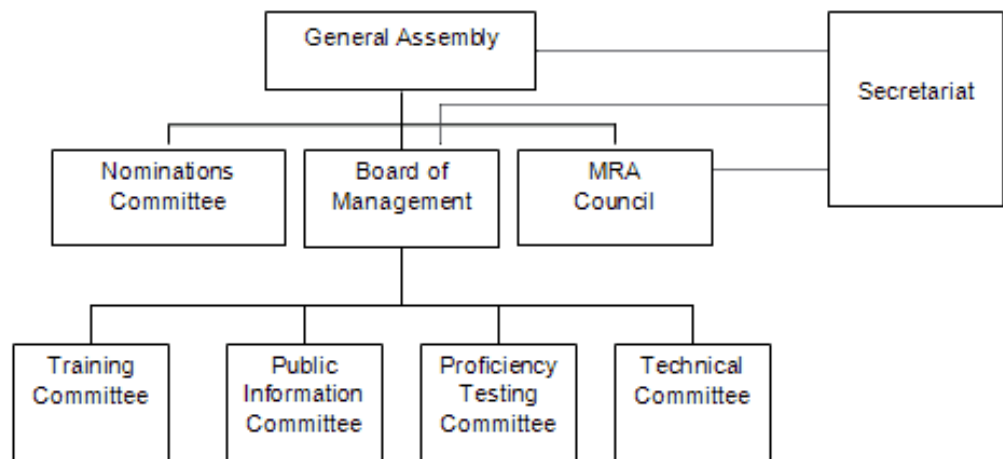 General Assembly
Secretariat
Nominations
Committee
Board of
Management
MRA
Council
Training
Committee
Public
Information
Committee
Proficiency
Testing
Committee
Technical
Committee